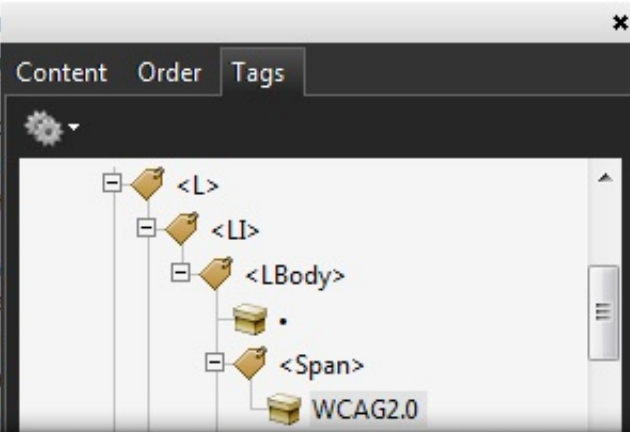 Content Order Tags
<L>
<LI>
<LBody>
•
<Span>
WCAG2.0